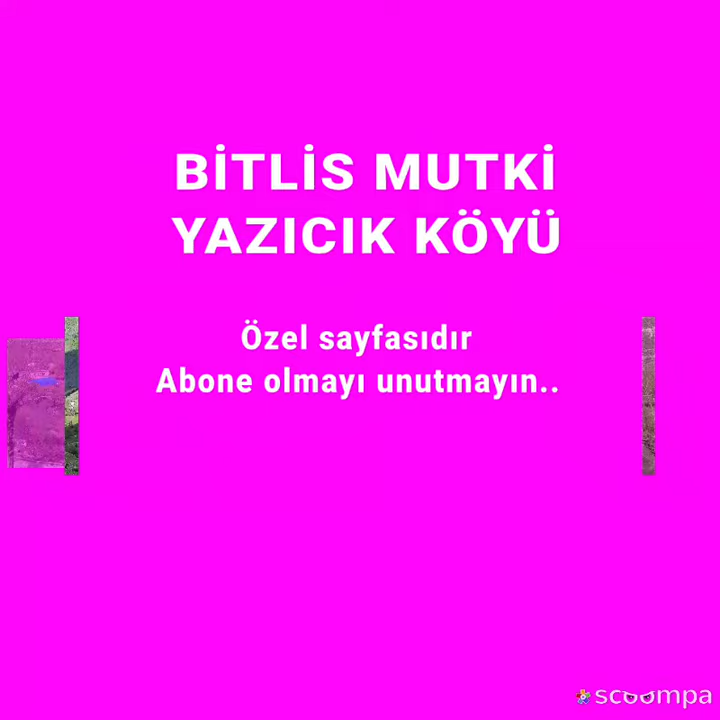 BİTLİS MUTKİ
YAZICIK KÖYÜ
Özel sayfasıdır
Abone olmayı unutmayın..
scoompa